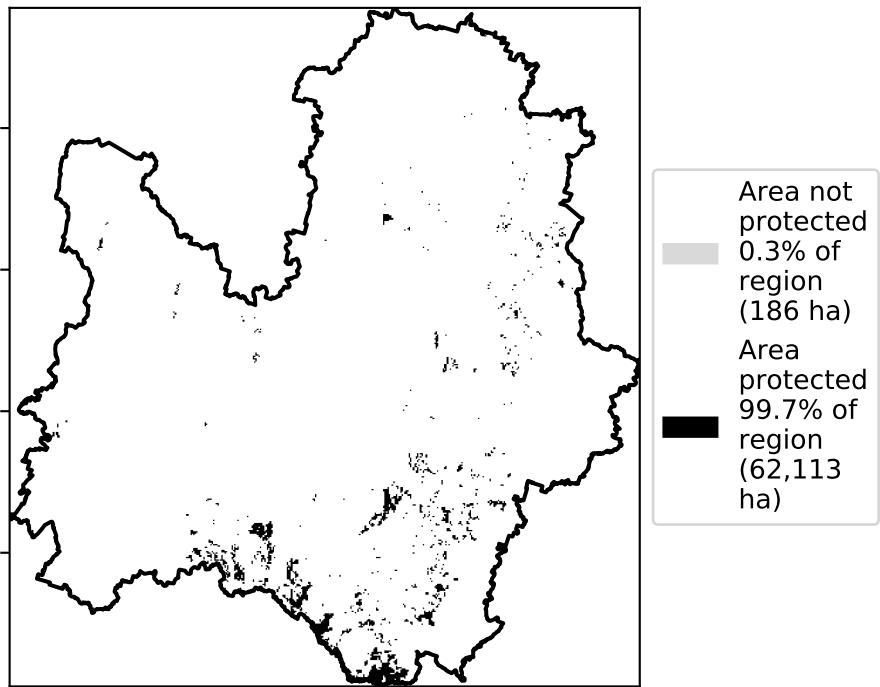 Area not
protected
0.3% of
region
(186 ha)
Area
protected
99.7% of
region
(62,113
ha)